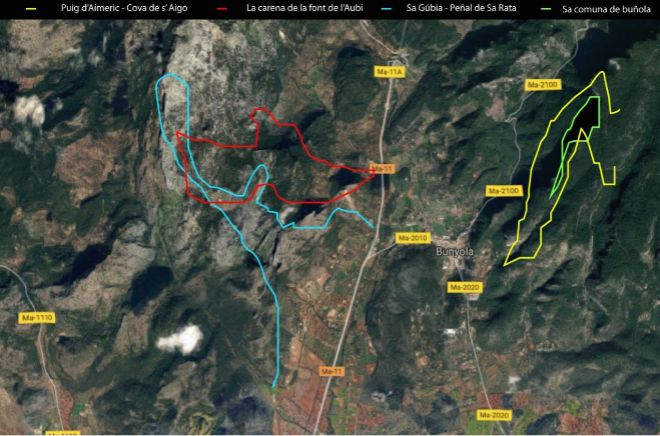 Puig d'Aimeric - Cova de s' Aigo La carena de la font de l'Aubi Sa Gúbia - Peñal de Sa Rata Sa comuna de buñola
Ma-11A
Ma-2100
Ma-11
Ma-2100
Ma-2010
Bunyola
Ma-2020
Ma-1110
Ma-11
Ma-2020